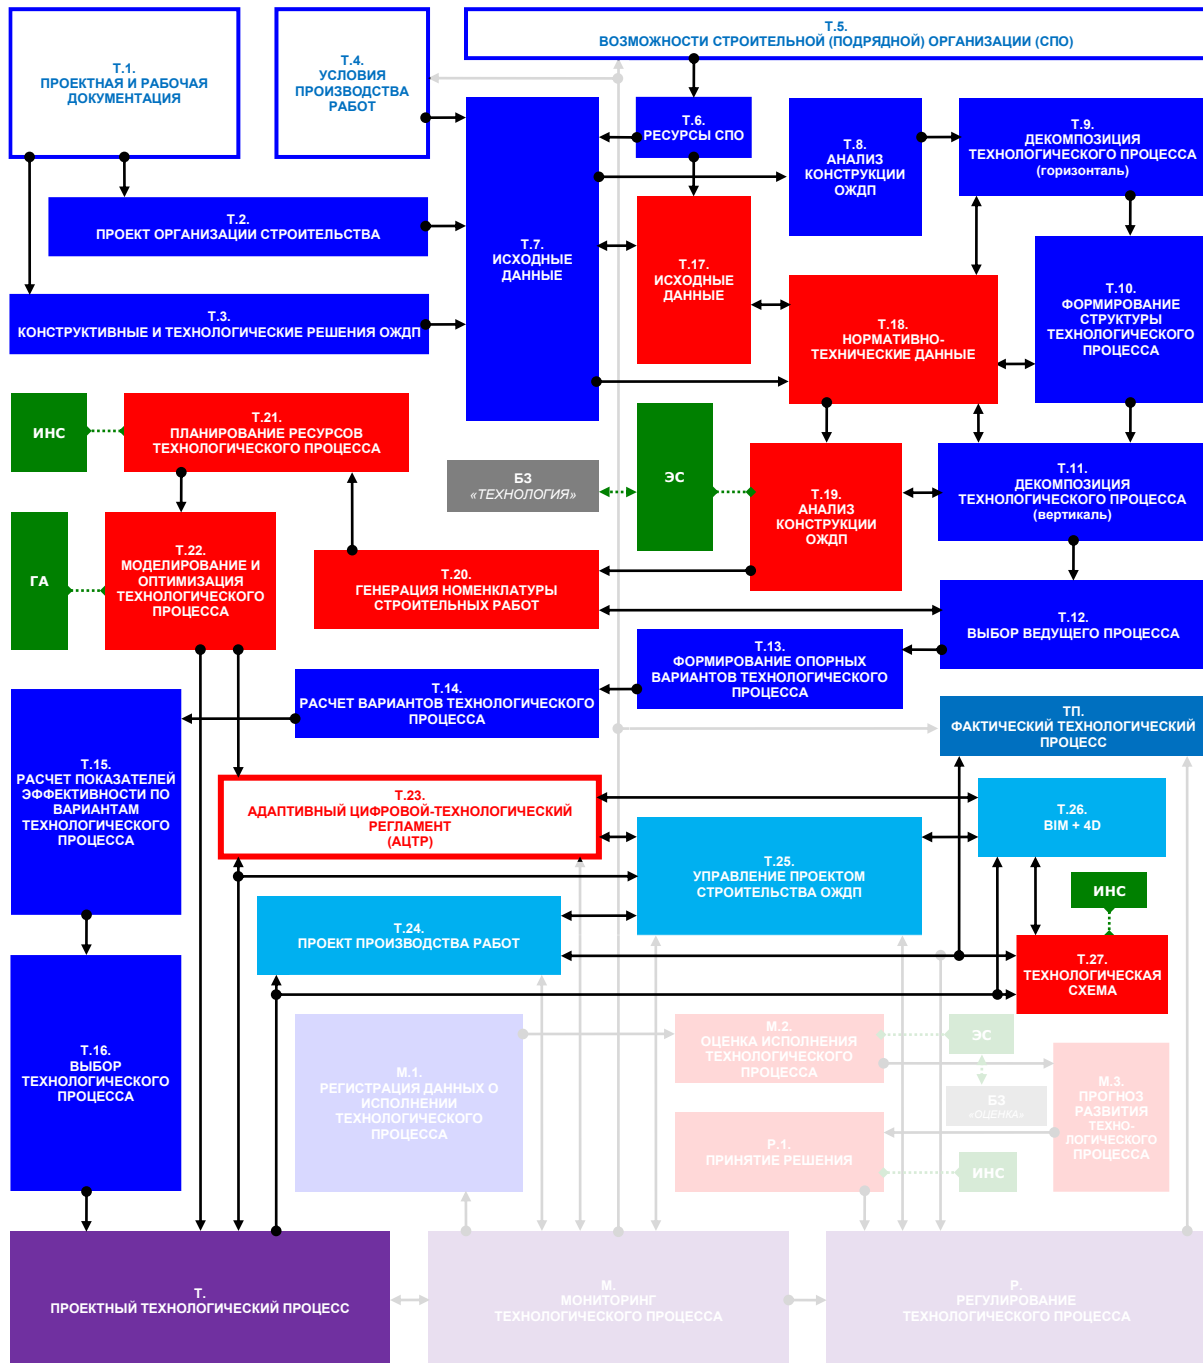 Т.1.
ПРОЕКТНАЯ И РАБОЧАЯ
ДОКУМЕНТАЦИЯ
Т.4.
УСЛОВИЯ
ПРОИЗВОДСТВА
РАБОТ
Т.5.
ВОЗМОЖНОСТИ СТРОИТЕЛЬНОЙ (ПОДРЯДНОЙ) ОРГАНИЗАЦИИ (СПО)
Т.6.
РЕСУРСЫ СПО
Т.8.
АНАЛИЗ
КОНСТРУКЦИИ
ОЖДП
Т.9.
ДЕКОМПОЗИЦИЯ
ТЕХНОЛОГИЧЕСКОГО ПРОЦЕССА
(горизонталь)
Т.2.
ПРОЕКТ ОРГАНИЗАЦИИ СТРОИТЕЛЬСТВА
Т.7.
ИСХОДНЫЕ
ДАННЫЕ
Т.17.
ИСХОДНЫЕ
ДАННЫЕ
Т.10.
ФОРМИРОВАНИЕ
СТРУКТУРЫ
ТЕХНОЛОГИЧЕСКОГО
ПРОЦЕССА
Т.3.
КОНСТРУКТИВНЫЕ И ТЕХНОЛОГИЧЕСКИЕ РЕШЕНИЯ ОЖДП
Т.18.
НОРМАТИВНО-
ТЕХНИЧЕСКИЕ ДАННЫЕ
ИНС
Т.21.
ПЛАНИРОВАНИЕ РЕСУРСОВ
ТЕХНОЛОГИЧЕСКОГО ПРОЦЕССА
БЗ
«ТЕХНОЛОГИЯ»
ЭС
Т.19.
АНАЛИЗ
КОНСТРУКЦИИ
ОЖДП
Т.11.
ДЕКОМПОЗИЦИЯ
ТЕХНОЛОГИЧЕСКОГО ПРОЦЕССА
(вертикаль)
ГА
Т.22.
МОДЕЛИРОВАНИЕ И
ОПТИМИЗАЦИЯ
ТЕХНОЛОГИЧЕСКОГО
ПРОЦЕССА
Т.20.
ГЕНЕРАЦИЯ НОМЕНКЛАТУРЫ
СТРОИТЕЛЬНЫХ РАБОТ
Т.12.
ВЫБОР ВЕДУЩЕГО ПРОЦЕССА
Т.13.
ФОРМИРОВАНИЕ ОПОРНЫХ
ВАРИАНТОВ ТЕХНОЛОГИЧЕСКОГО
ПРОЦЕССА
Т.14.
РАСЧЕТ ВАРИАНТОВ ТЕХНОЛОГИЧЕСКОГО
ПРОЦЕССА
ТП.
ФАКТИЧЕСКИЙ ТЕХНОЛОГИЧЕСКИЙ
ПРОЦЕСС
Т.15.
РАСЧЕТ ПОКАЗАТЕЛЕЙ
ЭФФЕКТИВНОСТИ ПО
ВАРИАНТАМ
ТЕХНОЛОГИЧЕСКОГО
ПРОЦЕССА
Т.23.
АДАПТИВНЫЙ ЦИФРОВОЙ-ТЕХНОЛОГИЧЕСКИЙ
РЕГЛАМЕНТ
(АЦТР)
Т.26.
BIM + 4D
Т.25.
УПРАВЛЕНИЕ ПРОЕКТОМ
СТРОИТЕЛЬСТВА ОЖДП
ИНС
Т.24.
ПРОЕКТ ПРОИЗВОДСТВА РАБОТ
Т.27.
ТЕХНОЛОГИЧЕСКАЯ
СХЕМА
Т.16.
ВЫБОР
ТЕХНОЛОГИЧЕСКОГО
ПРОЦЕССА
М.1.
РЕГИСТРАЦИЯ ДАННЫХ О
ИСПОЛНЕНИИ
ТЕХНОЛОГИЧЕСКОГО
ПРОЦЕССА
М.2.
ОЦЕНКА ИСПОЛНЕНИЯ
ТЕХНОЛОГИЧЕСКОГО
ПРОЦЕССА
ЭС
БЗ
«ОЦЕНКА»
М.3.
ПРОГНОЗ
РАЗВИТИЯ
ТЕХНО-
ЛОГИЧЕСКОГО
ПРОЦЕССА
Р.1.
ПРИНЯТИЕ РЕШЕНИЯ
ИНС
Т.
ПРОЕКТНЫЙ ТЕХНОЛОГИЧЕСКИЙ ПРОЦЕСС
М.
МОНИТОРИНГ
ТЕХНОЛОГИЧЕСКОГО ПРОЦЕССА
Р.
РЕГУЛИРОВАНИЕ
ТЕХНОЛОГИЧЕСКОГО ПРОЦЕССА